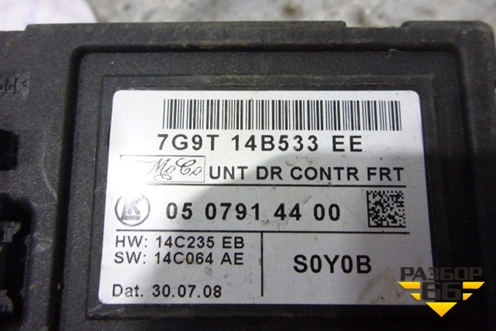 7G9T 14B533 EE
FoMoCo UNT DR CONTR FRT
K 05 0791 44 00
HW: 14C235 EB
SW: 14C064 AE
S0Y0B
Dat. 30.07.08
РАЗБОР
66